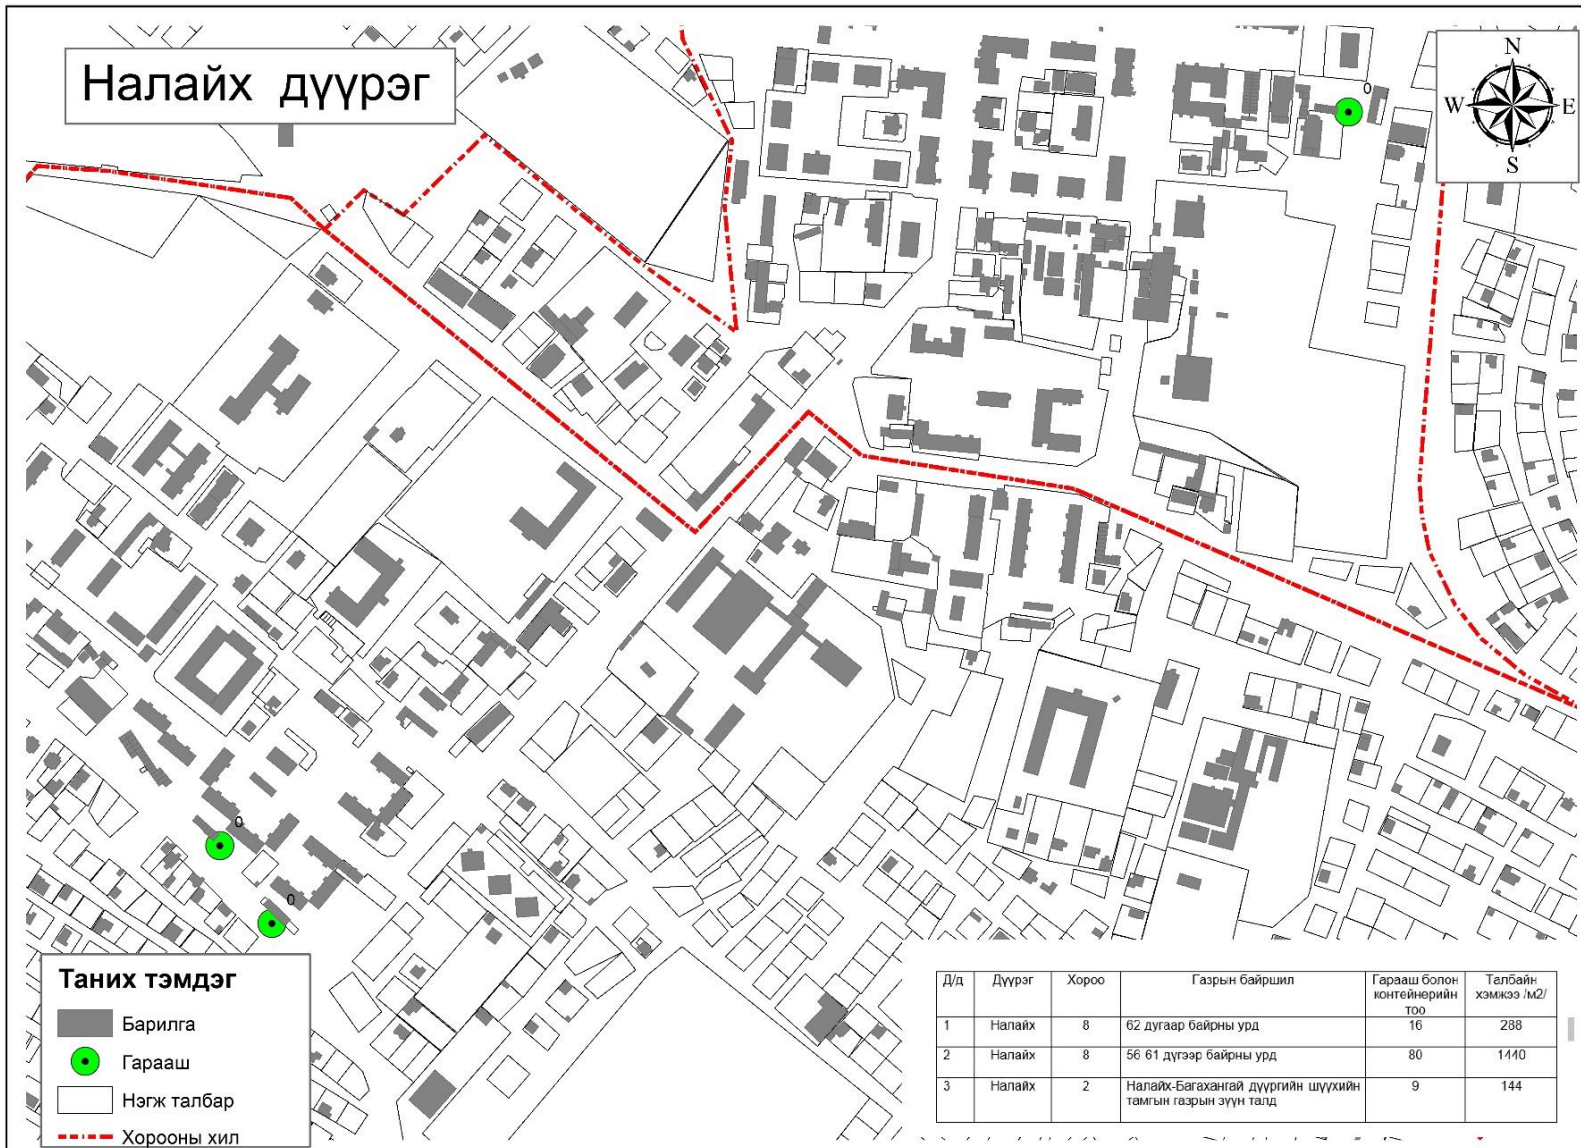 Налайх дүүрэг
N
W E
S
0
0
0
Таних тэмдэг
Барилга
Гарааш
Нэгж талбар
Хорооны хил
Д/д Дүүрэг Хороо Газрын байршил Гарааш болон контейнерийн тоо Талбайн хэмжээ /м2/
1 Налайх 8 62 дугаар байрны урд 16 288
2 Налайх 8 56 61 дүгээр байрны урд 80 1440
3 Налайх 2 Налайх-Багахангай дүүргийн шүүхийн 9 144
тамгын газрын зүүн талд